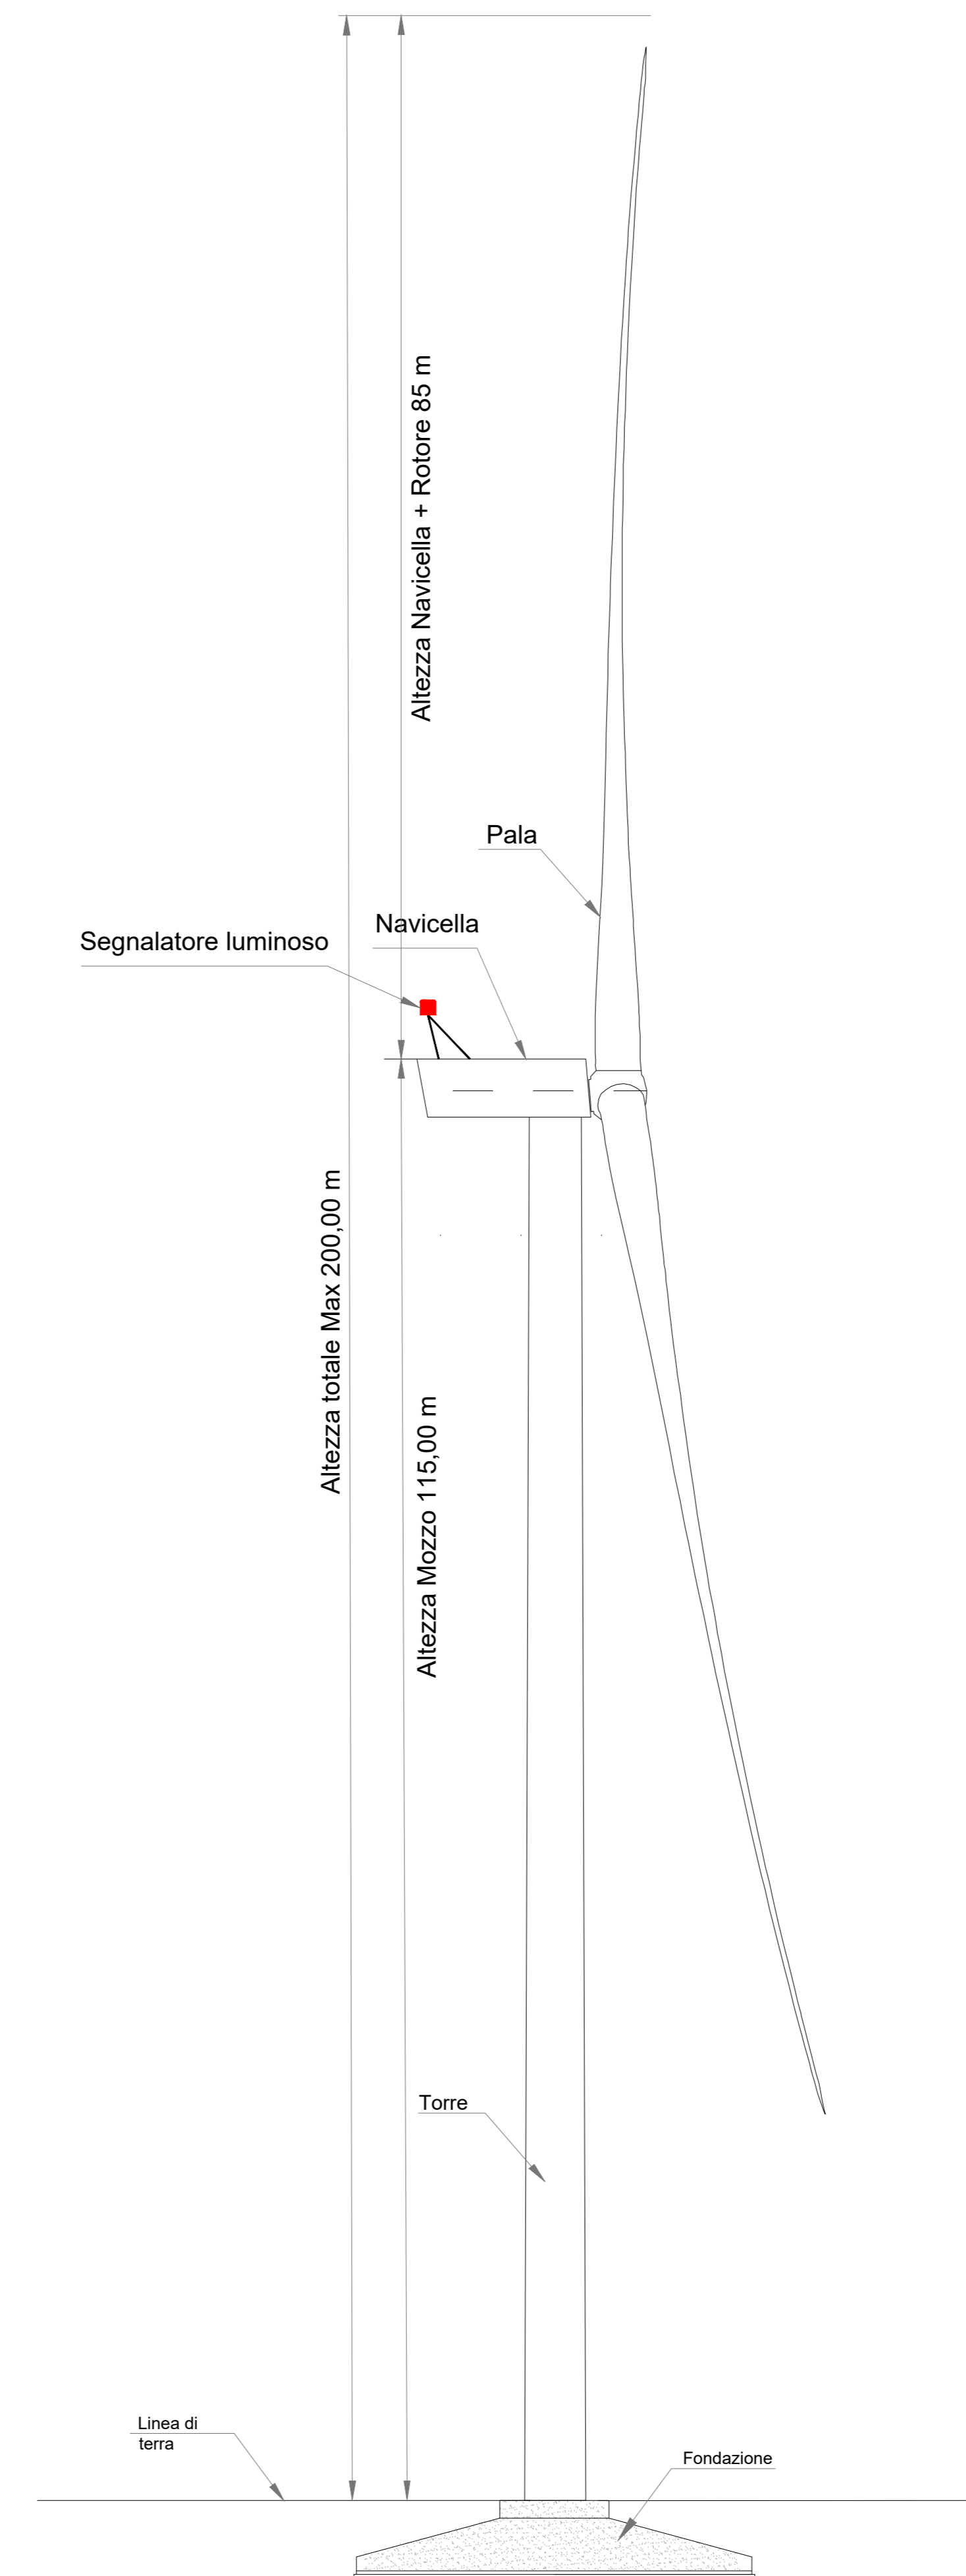 Altezza Navicella + Rotore 85 m
Pala
Navicella
Segnalatore luminoso
Altezza totale Max 200,00 m
Altezza Mozzo 115,00 m
Torre
Linea di
terra
Fondazione